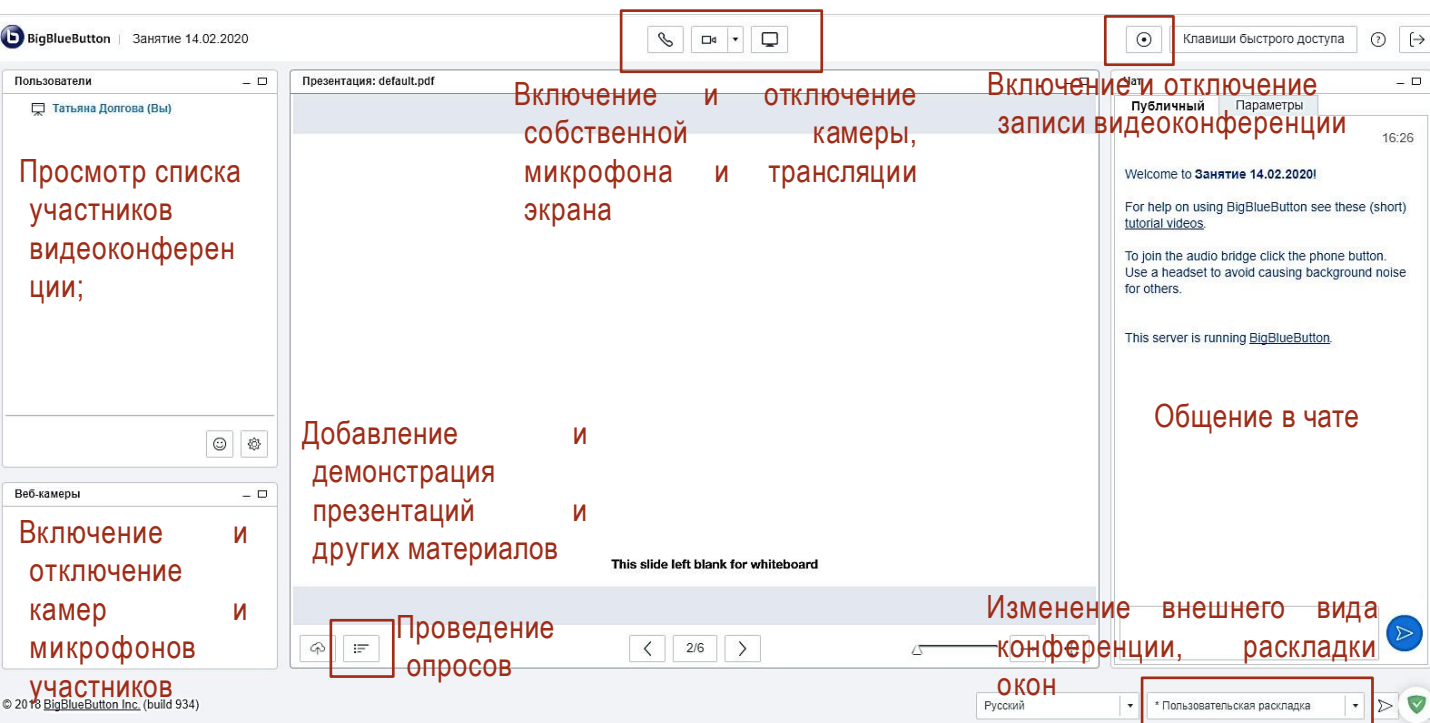 BigBlueButton | Занятие 14.02.2020
Клавиши быстрого доступа
Пользователи
Татьяна Долгова (Вы)
Просмотр списка
участников
видеоконферен
ции;
Веб-камеры
Включение и
отключение
камер и
микрофонов
участников
Презентация: default.pdf
Включение и отключение
собственной камеры,
микрофона и трансляции
экрана
Добавление и
демонстрация
презентаций и
других материалов
This slide left blank for whiteboard
Проведение
опросов
2/6
Включение и отключение
записи видеоконференции
Чат
Публичный Параметры
16:26
Welcome to Занятие 14.02.2020!
For help on using BigBlueButton see these (short)
tutorial videos.
To join the audio bridge click the phone button.
Use a headset to avoid causing background noise
for others.
This server is running BigBlueButton.
Общение в чате
Изменение внешнего вида
конференции, раскладки
окон
© 2018 BigBlueButton Inc. (build 934)
Русский
* Пользовательская раскладка